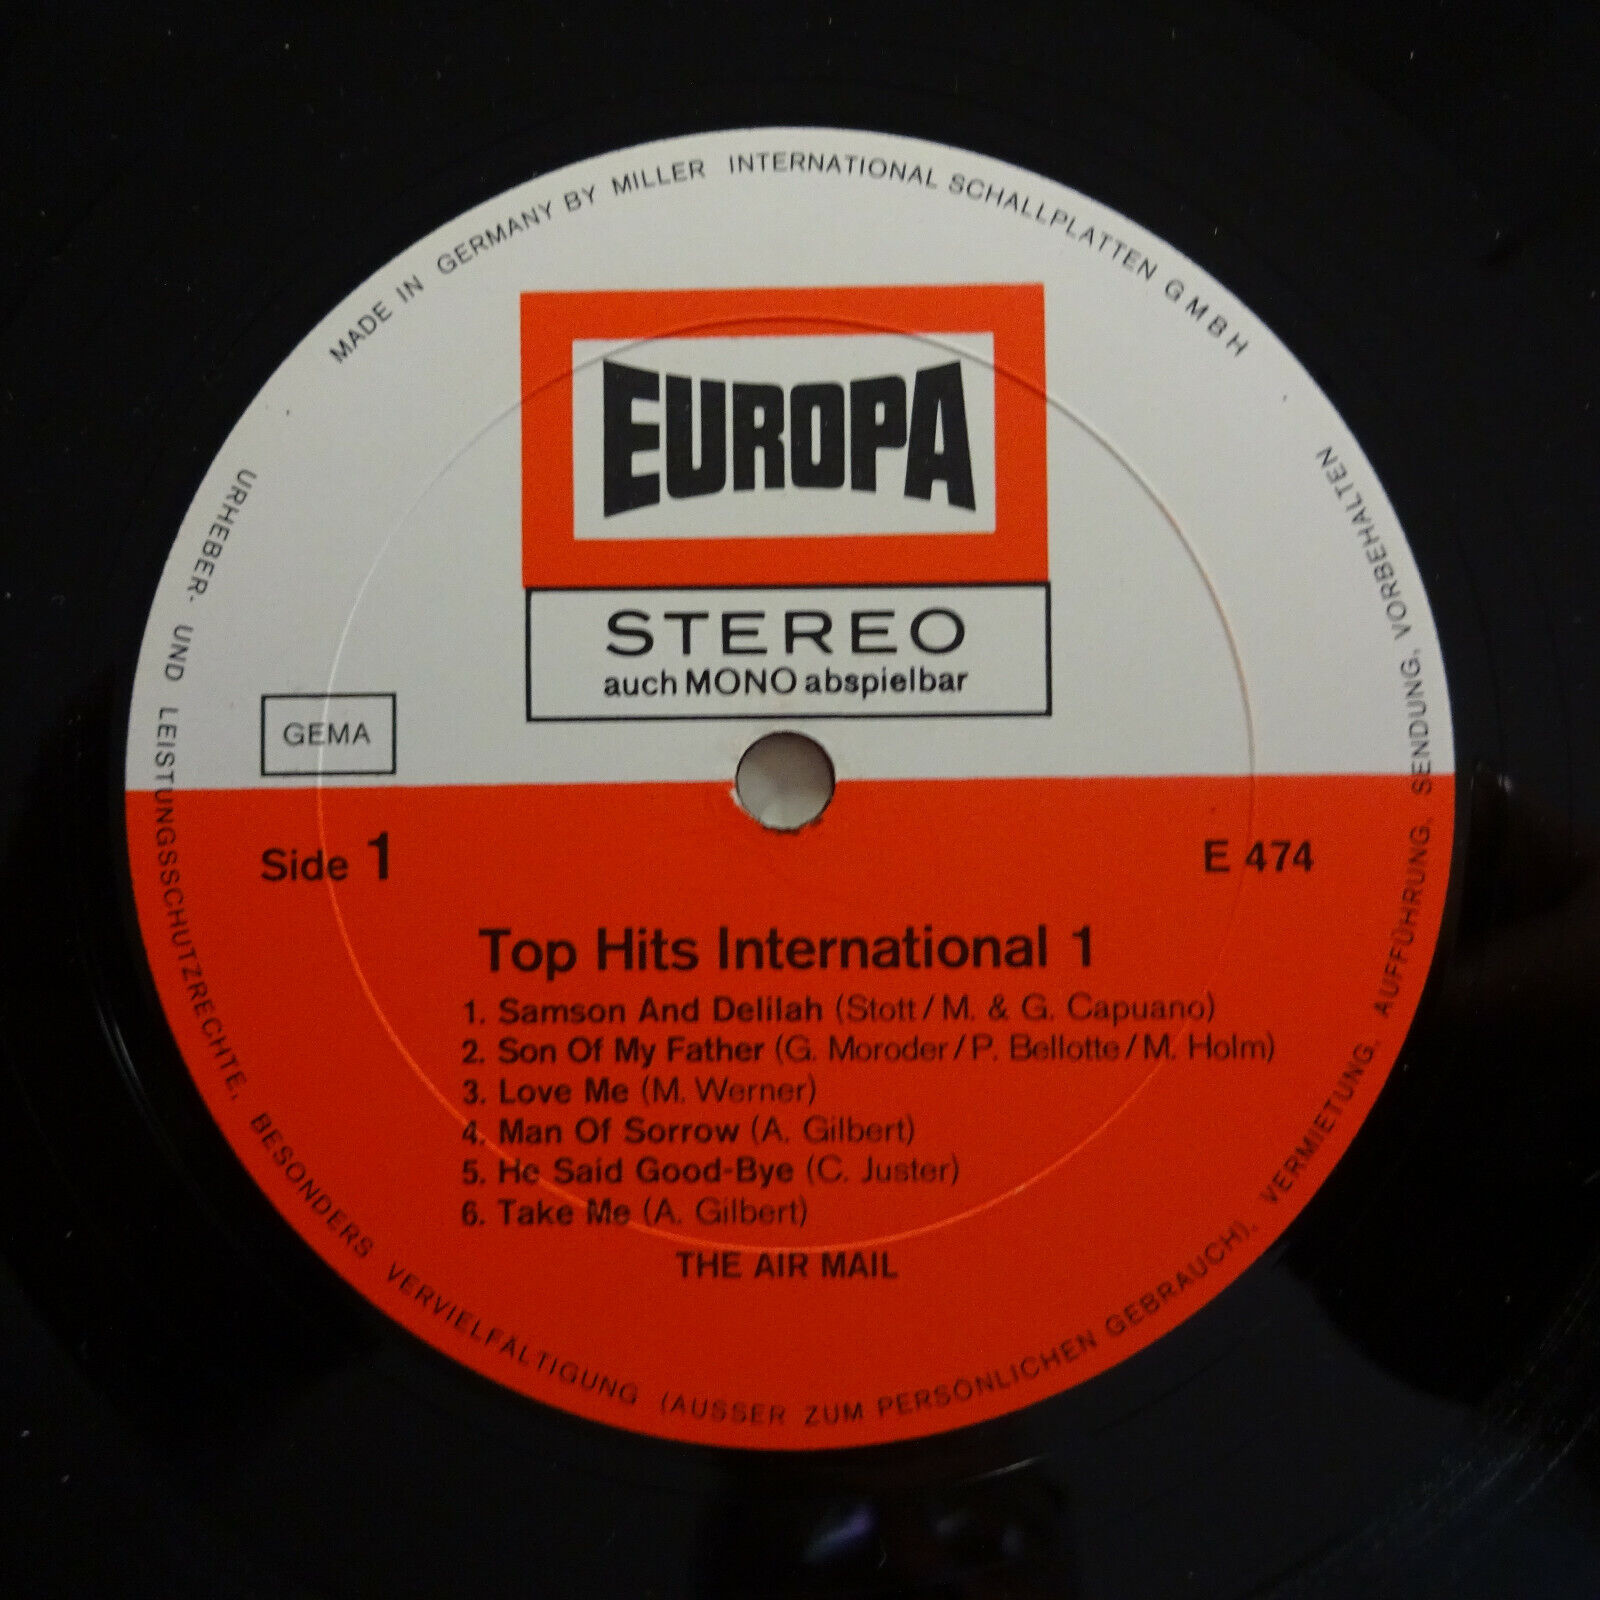 MADE IN GERMANY BY MILLER INTERNATIONAL SCHALLPLATTEN GMBH
EUROPA
STEREO
auch MONO abspielbar
GEMA
Side 1
E 474
Top Hits International 1
1. Samson And Delilah (Stott/M. & G. Capuano)
2. Son Of My Father (G. Moroder/P. Bellotte/M. Holm)
3. Love Me (M. Werner)
4. Man Of Sorrow (A. Gilbert)
5. He Said Good-Bye (C. Juster)
6. Take Me (A. Gilbert)
THE AIR MAIL
URHEBER- UND LEISTUNGSSCHUTZRECHTE, BESONDERS VERVIELFÄLTIGUNG (AUSSER ZUM PERSÖNLICHEN GEBRAUCH), VERMIETUNG, AUFFÜHRUNG, SENDUNG, VORBEHALTEN